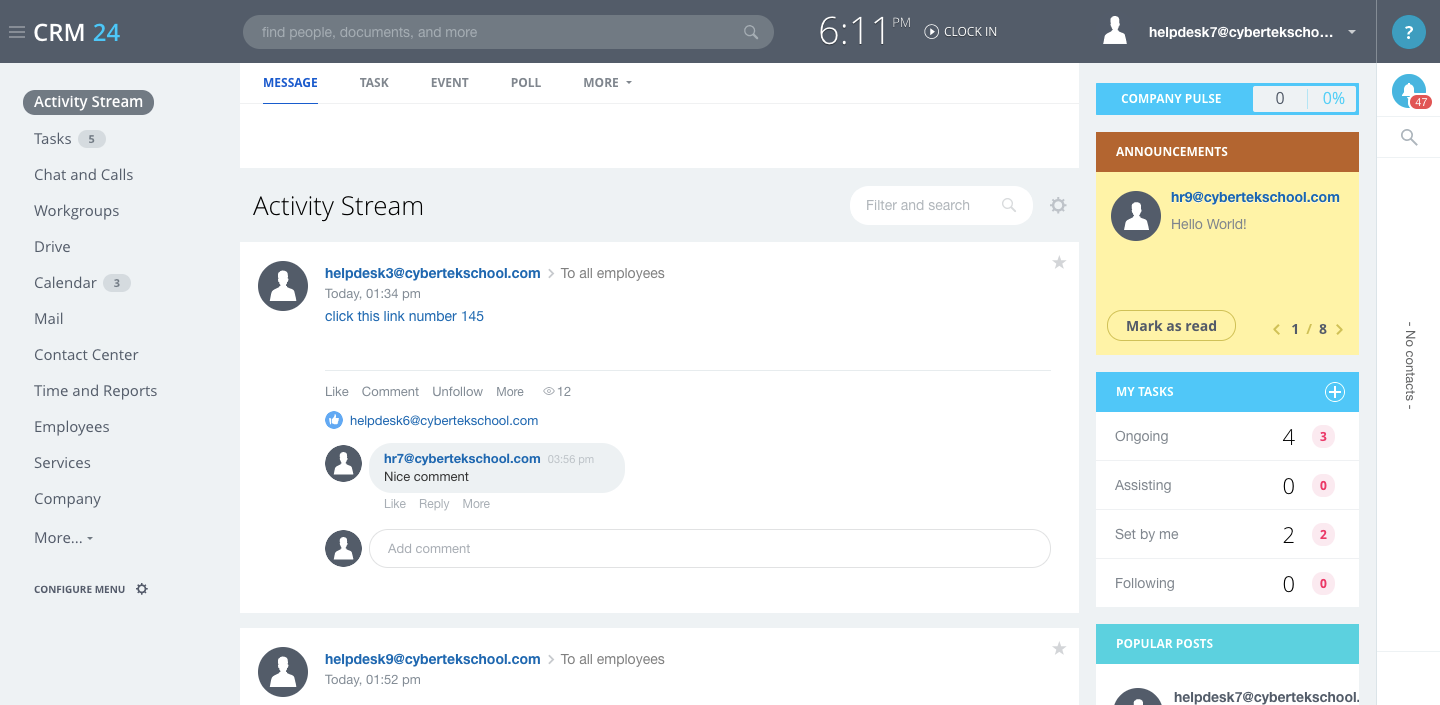 CRM 24
find people, documents, and more
6:11 PM
CLOCK IN
helpdesk7@cyberteksho...
?
47
Activity Stream
Tasks 5
Chat and Calls
Workgroups
Drive
Calendar 3
Mail
Contact Center
Time and Reports
Employees
Services
Company
More...
CONFIGURE MENU
MESSAGE TASK EVENT POLL MORE
Activity Stream
Filter and search
helpdesk3@cybertekschool.com > To all employees
Today, 01:34 pm
click this link number 145
Like Comment Unfollow More 12
helpdesk6@cybertekschool.com
hr7@cybertekschool.com 03:56 pm
Nice comment
Like Reply More
Add comment
helpdesk9@cybertekschool.com > To all employees
Today, 01:52 pm
COMPANY PULSE 0 0%
ANNOUNCEMENTS
hr9@cybertekschool.com
Hello World!
Mark as read
1 / 8
MY TASKS
Ongoing 4 3
Assisting 0 0
Set by me 2 2
Following 0 0
POPULAR POSTS
helpdesk7@cybertekschool.
- No contacts -